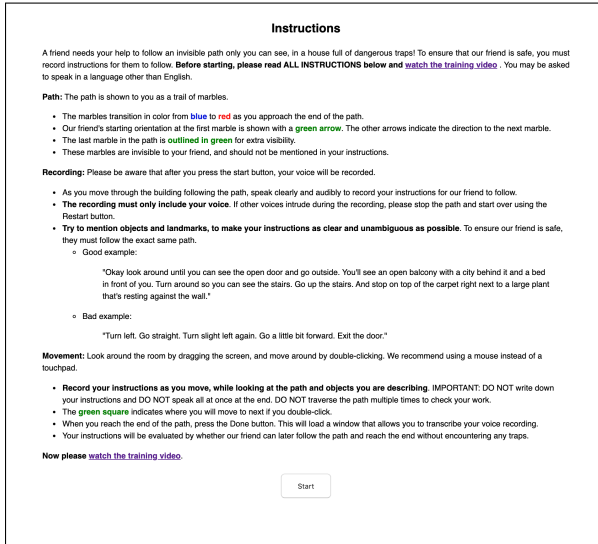 Instructions
A friend needs your help to follow an invisible path only you can see, in a house full of dangerous traps! To ensure that our friend is safe, you must
record instructions for them to follow. Before starting, please read ALL INSTRUCTIONS below and watch the training video . You may be asked
to speak in a language other than English.
Path: The path is shown to you as a trail of marbles.
• The marbles transition in color from blue to red as you approach the end of the path.
• Our friend's starting orientation at the first marble is shown with a green arrow. The other arrows indicate the direction to the next marble.
• The last marble in the path is outlined in green for extra visibility.
• These marbles are invisible to your friend, and should not be mentioned in your instructions.
Recording: Please be aware that after you press the start button, your voice will be recorded.
• As you move through the building following the path, speak clearly and audibly to record your instructions for our friend to follow.
• The recording must only include your voice. If other voices intrude during the recording, please stop the path and start over using the
Restart button.
• Try to mention objects and landmarks, to make your instructions as clear and unambiguous as possible. To ensure our friend is safe,
they must follow the exact same path.
○ Good example:
"Okay look around until you can see the open door and go outside. You'll see an open balcony with a city behind it and a bed
in front of you. Turn around so you can see the stairs. Go up the stairs. And stop on top of the carpet right next to a large plant
that's resting against the wall."
○ Bad example:
"Turn left. Go straight. Turn slight left again. Go a little bit forward. Exit the door."
Movement: Look around the room by dragging the screen, and move around by double-clicking. We recommend using a mouse instead of a
touchpad.
• Record your instructions as you move, while looking at the path and objects you are describing. IMPORTANT: DO NOT write down
your instructions and DO NOT speak all at once at the end. DO NOT traverse the path multiple times to check your work.
• The green square indicates where you will move to next if you double-click.
• When you reach the end of the path, press the Done button. This will load a window that allows you to transcribe your voice recording.
• Your instructions will be evaluated by whether our friend can later follow the path and reach the end without encountering any traps.
Now please watch the training video.
Start